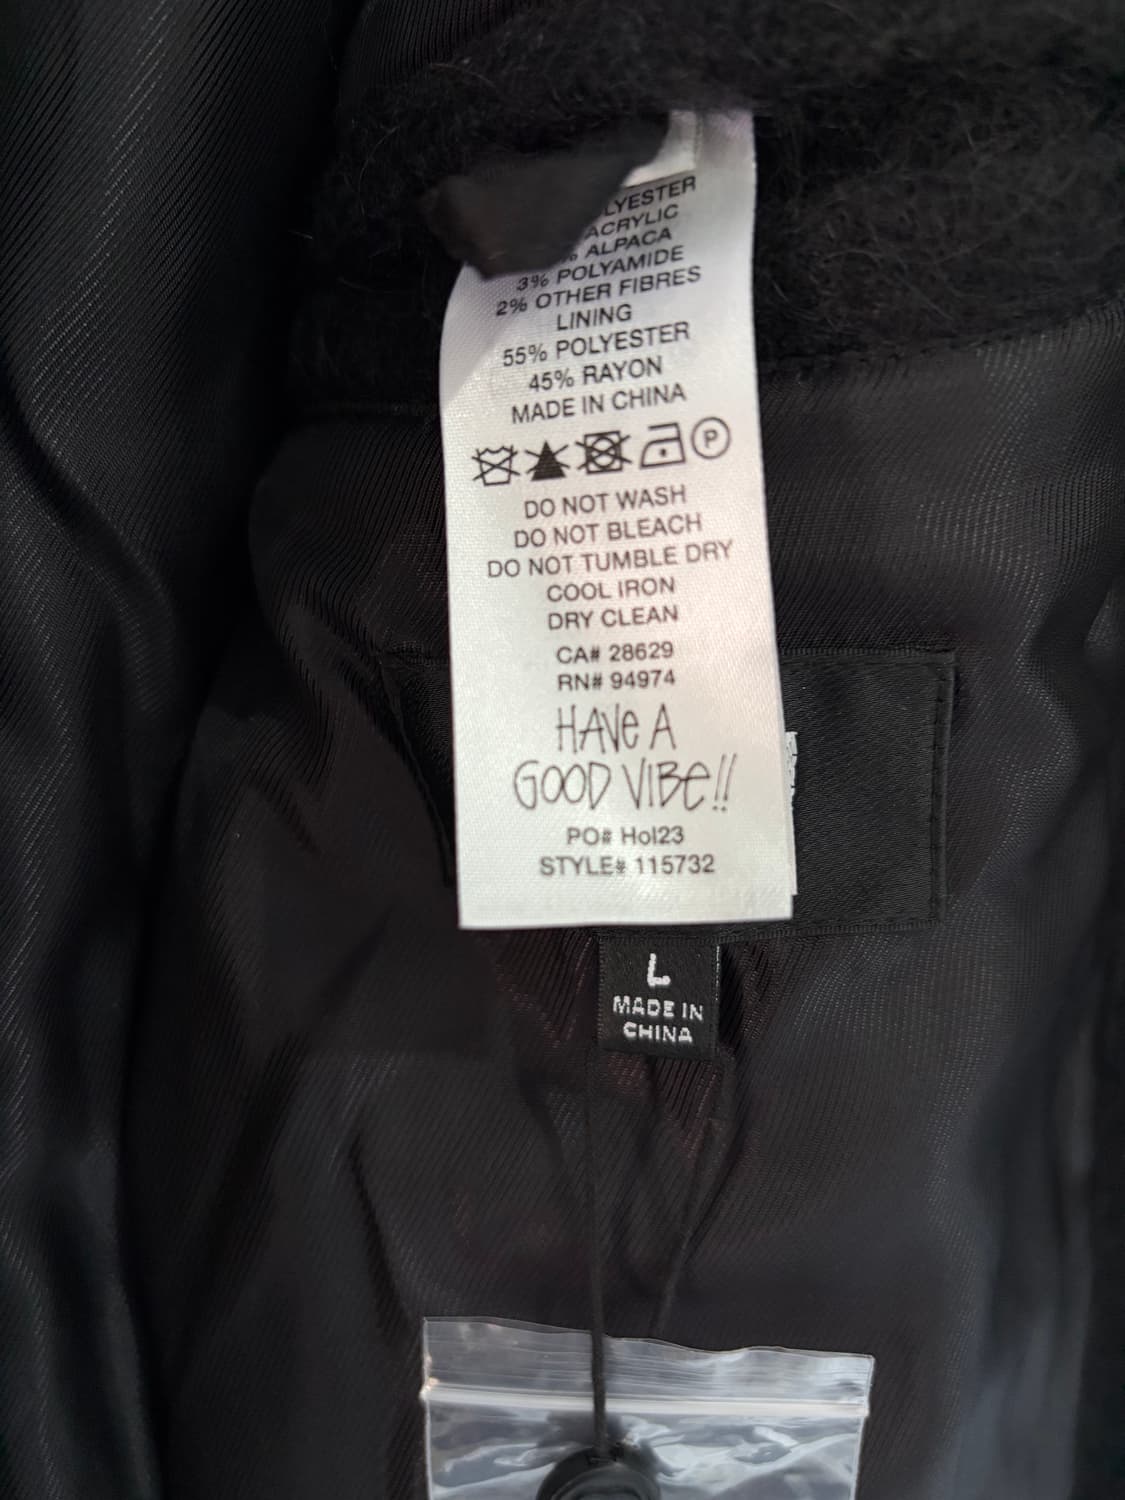 ACRYLIC
% ALPACA
3% POLYAMIDE
2% OTHER FIBRES
LINING
55% POLYESTER
45% RAYON
MADE IN CHINA
P
DO NOT WASH
DO NOT BLEACH
DO NOT TUMBLE DRY
COOL IRON
DRY CLEAN
CA# 28629
RN# 94974
HAVE A
GOOD VIBE!!
PO# Hol23
STYLE# 115732
L
MADE IN
CHINA